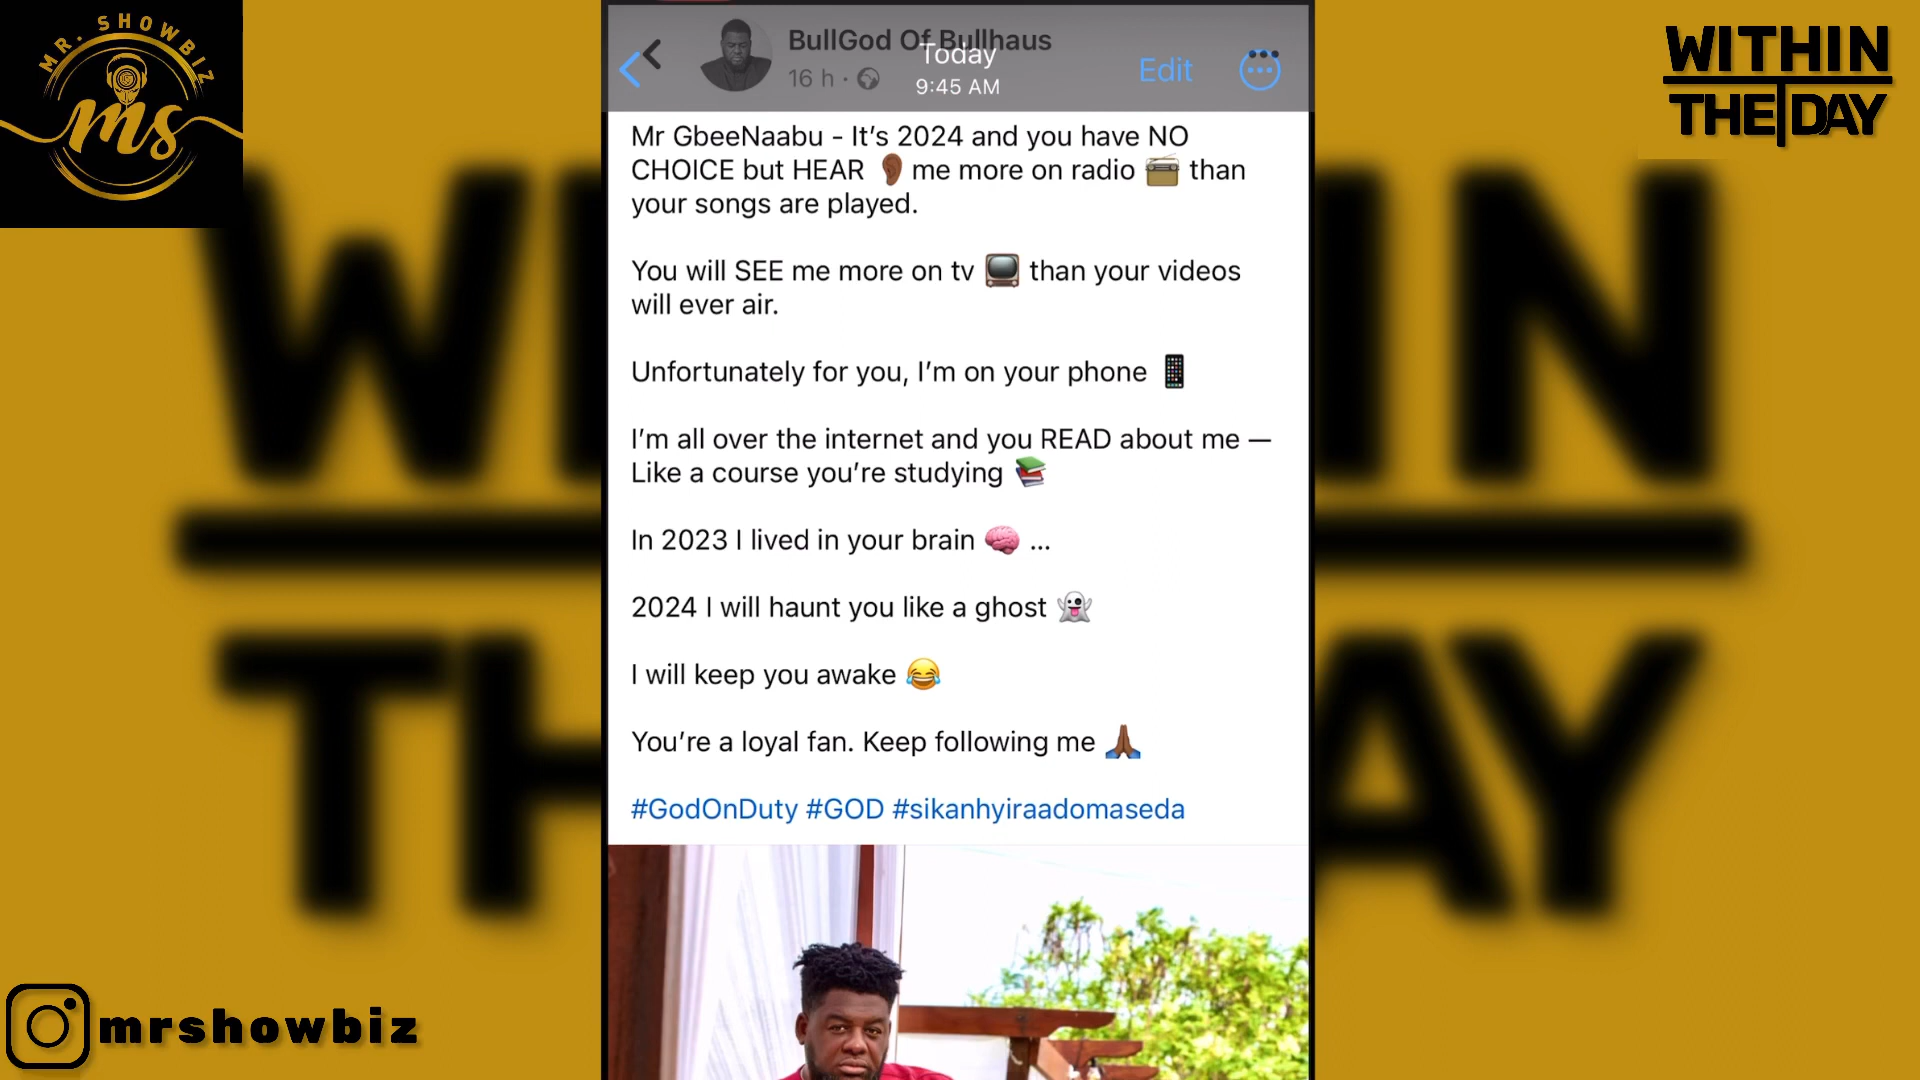 MR. SHOWBIZ
ms
WITHIN
THE DAY
BullGod Of Bullhaus
16 h ·
Today
9:45 AM
Edit
Mr GbeeNaabu - It’s 2024 and you have NO
CHOICE but HEAR 👂🏾 me more on radio 📻 than
your songs are played.
You will SEE me more on tv 📺 than your videos
will ever air.
Unfortunately for you, I’m on your phone 📱
I’m all over the internet and you READ about me —
Like a course you’re studying 📚
In 2023 I lived in your brain 🧠 ...
2024 I will haunt you like a ghost 👻
I will keep you awake 😂
You’re a loyal fan. Keep following me 🙏🏾
#GodOnDuty #GOD #sikanhyiraadomaseda
mrshowbiz